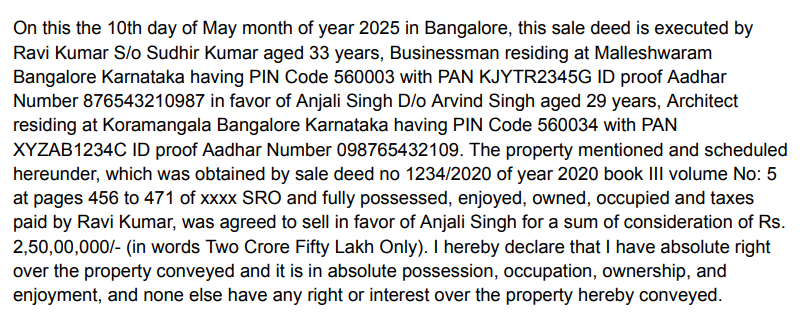 On this the 10th day of May month of year 2025 in Bangalore, this sale deed is executed by
Ravi Kumar S/o Sudhir Kumar aged 33 years, Businessman residing at Malleshwaram
Bangalore Karnataka having PIN Code 560003 with PAN KJYTR2345G ID proof Aadhar
Number 876543210987 in favor of Anjali Singh D/o Arvind Singh aged 29 years, Architect
residing at Koramangala Bangalore Karnataka having PIN Code 560034 with PAN
XYZAB1234C ID proof Aadhar Number 098765432109. The property mentioned and scheduled
hereunder, which was obtained by sale deed no 1234/2020 of year 2020 book III volume No: 5
at pages 456 to 471 of xxxx SRO and fully possessed, enjoyed, owned, occupied and taxes
paid by Ravi Kumar, was agreed to sell in favor of Anjali Singh for a sum of consideration of Rs.
2,50,00,000/- (in words Two Crore Fifty Lakh Only). I hereby declare that I have absolute right
over the property conveyed and it is in absolute possession, occupation, ownership, and
enjoyment, and none else have any right or interest over the property hereby conveyed.